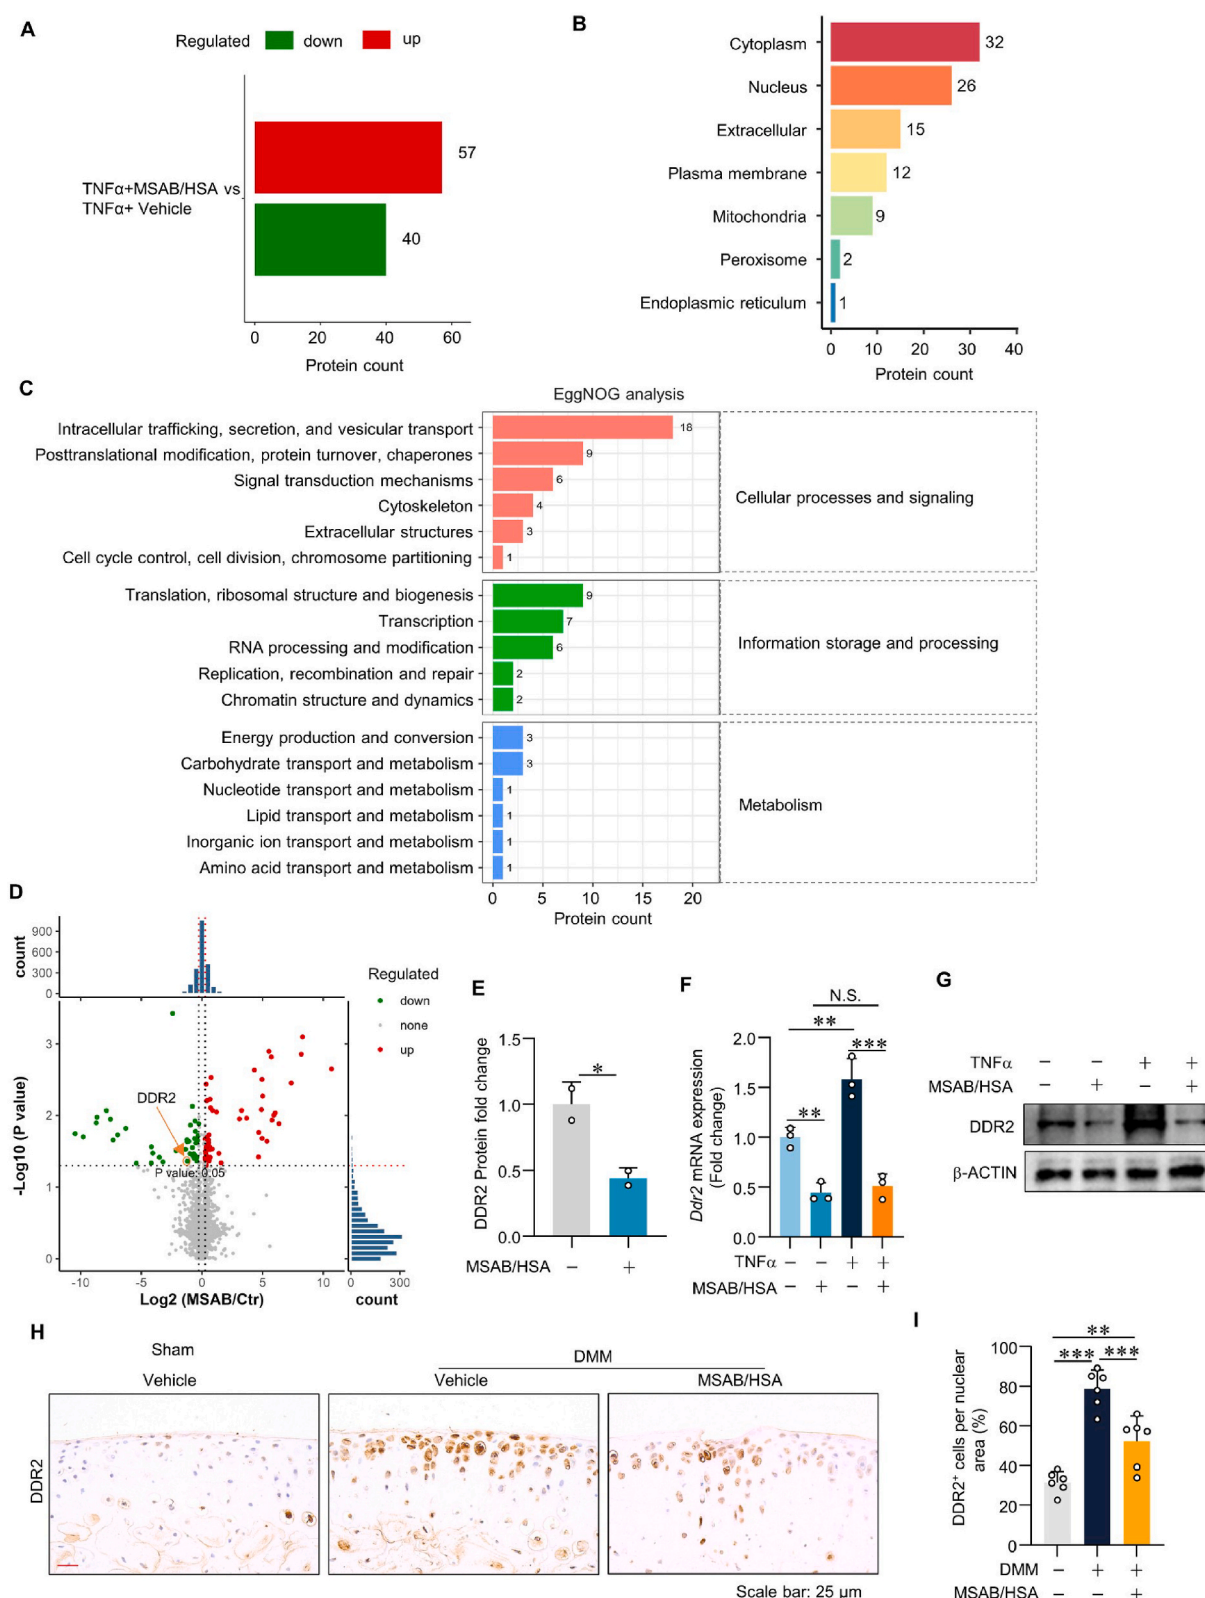 A
Regulated down up
TNFα+MSAB/HSA vs
TNFα+ Vehicle
57
40
0 20 40 60
Protein count
B
Cytoplasm 32
Nucleus 26
Extracellular 15
Plasma membrane 12
Mitochondria 9
Peroxisome 2
Endoplasmic reticulum 1
0 10 20 30 40
Protein count
C
EggNOG analysis
Intracellular trafficking, secretion, and vesicular transport 18
Posttranslational modification, protein turnover, chaperones 9
Signal transduction mechanisms 6
Cytoskeleton 4
Extracellular structures 3
Cell cycle control, cell division, chromosome partitioning 1
Cellular processes and signaling
Translation, ribosomal structure and biogenesis 9
Transcription 7
RNA processing and modification 6
Replication, recombination and repair 2
Chromatin structure and dynamics 2
Information storage and processing
Energy production and conversion 3
Carbohydrate transport and metabolism 3
Nucleotide transport and metabolism 1
Lipid transport and metabolism 1
Inorganic ion transport and metabolism 1
Amino acid transport and metabolism 1
Metabolism
0 5 10 15 20
Protein count
D
count
900
600
300
0
Regulated
down
none
up
-Log10 (P value)
3
2
1
0
DDR2
P value: 0.05
-10 -5 0 5 10
Log2 (MSAB/Ctr)
0 300
count
E
DDR2 Protein fold change
1.5
1.0
0.5
0.0
*
MSAB/HSA − +
F
Ddr2 mRNA expression
(Fold change)
2.0
1.5
1.0
0.5
0.0
N.S.
**
***
**
TNFα − − + +
MSAB/HSA − + − +
G
TNFα − − + +
MSAB/HSA − + − +
DDR2
β-ACTIN
H
Sham
DMM
Vehicle Vehicle MSAB/HSA
DDR2
Scale bar: 25 μm
I
DDR2+ cells per nuclear
area (%)
100
80
60
40
20
0
**
*** ***
DMM − + +
MSAB/HSA − − +